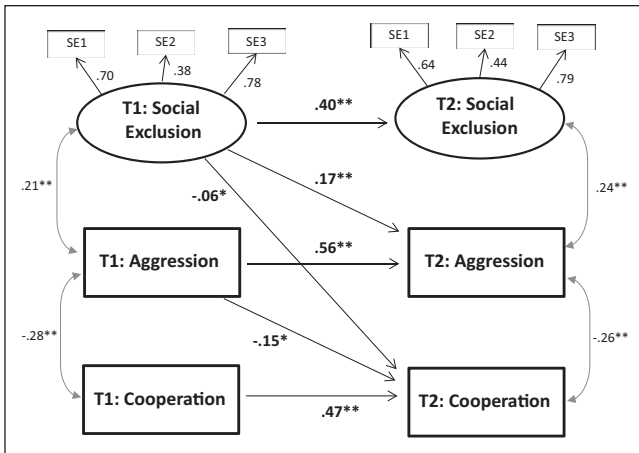 SE1 SE2 SE3 SE1 SE2 SE3
.70 .38 .78 .64 .44 .79
T1: Social
Exclusion
.40**
T2: Social
Exclusion
.21**
-.06*
.17**
.24**
T1: Aggression
.56**
T2: Aggression
-.28**
-.15*
-.26**
T1: Cooperation
.47**
T2: Cooperation